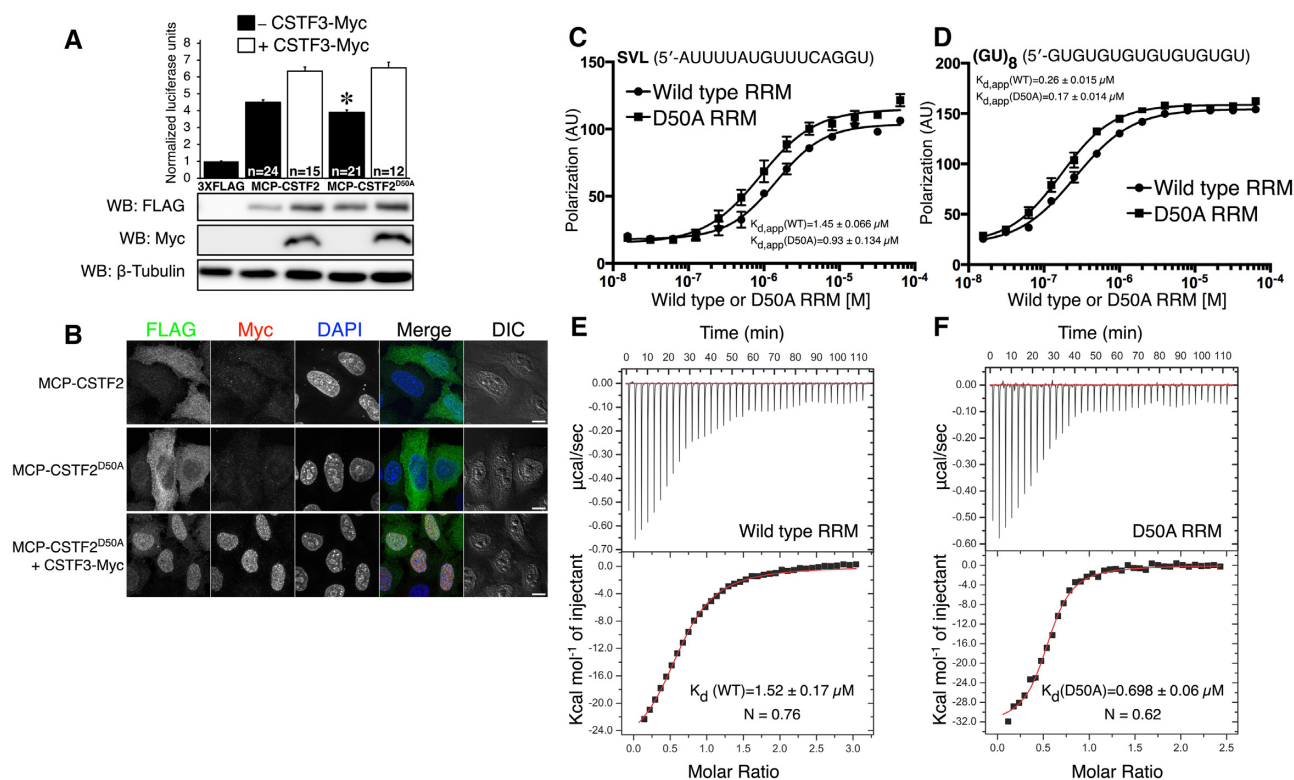 A
– CSTF3-Myc
+ CSTF3-Myc
Normalized luciferase units
8
7
6
5
4
3
2
1
0
*
n=24
n=15
n=21
n=12
3XFLAG
MCP-CSTF2
MCP-CSTF2D50A
WB: FLAG
WB: Myc
WB: β-Tubulin
B
FLAG
Myc
DAPI
Merge
DIC
MCP-CSTF2
MCP-CSTF2D50A
MCP-CSTF2D50A
+ CSTF3-Myc
C
SVL (5′-AUUUUAUGUUUCAGGU)
Wild type RRM
D50A RRM
Polarization (AU)
150
100
50
0
Kd,app(WT)=1.45 ± 0.066 µM
Kd,app(D50A)=0.93 ± 0.134 µM
10-8
10-7
10-6
10-5
10-4
Wild type or D50A RRM [M]
D
(GU)8 (5′-GUGUGUGUGUGUGUGU)
Kd,app(WT)=0.26 ± 0.015 µM
Kd,app(D50A)=0.17 ± 0.014 µM
Polarization (AU)
200
150
100
50
0
Wild type RRM
D50A RRM
10-8
10-7
10-6
10-5
10-4
Wild type or D50A RRM [M]
E
Time (min)
0 10 20 30 40 50 60 70 80 90 100 110
0.00
-0.10
-0.20
-0.30
-0.40
-0.50
-0.60
-0.70
µcal/sec
Wild type RRM
0.0
-4.0
-8.0
-12.0
-16.0
-20.0
-24.0
Kcal mol-1 of injectant
Kd (WT)=1.52 ± 0.17 µM
N = 0.76
0.0 0.5 1.0 1.5 2.0 2.5 3.0
Molar Ratio
F
Time (min)
0 10 20 30 40 50 60 70 80 90 100 110
0.00
-0.10
-0.20
-0.30
-0.40
-0.50
-0.60
µcal/sec
D50A RRM
0.0
-4.0
-8.0
-12.0
-16.0
-20.0
-24.0
-28.0
-32.0
Kcal mol-1 of injectant
Kd(D50A)=0.698 ± 0.06 µM
N = 0.62
0.0 0.5 1.0 1.5 2.0 2.5
Molar Ratio